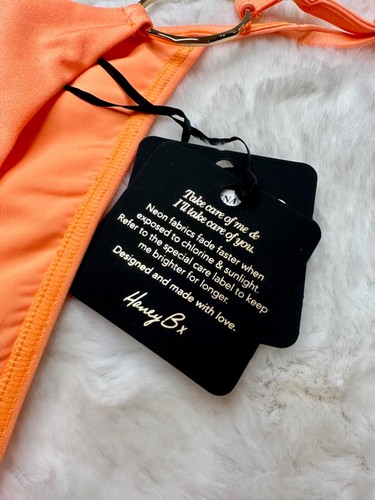 Take care of me &
I'll take care of you.
Neon fabrics fade faster when
exposed to chlorine & sunlight.
Refer to the special care label to keep
me brighter for longer.
Designed and made with love.
Honey B x